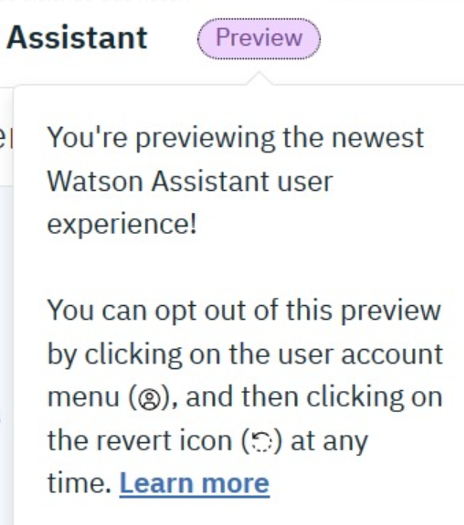 Assistant Preview
You're previewing the newest
Watson Assistant user
experience!
You can opt out of this preview
by clicking on the user account
menu (), and then clicking on
the revert icon () at any
time. Learn more